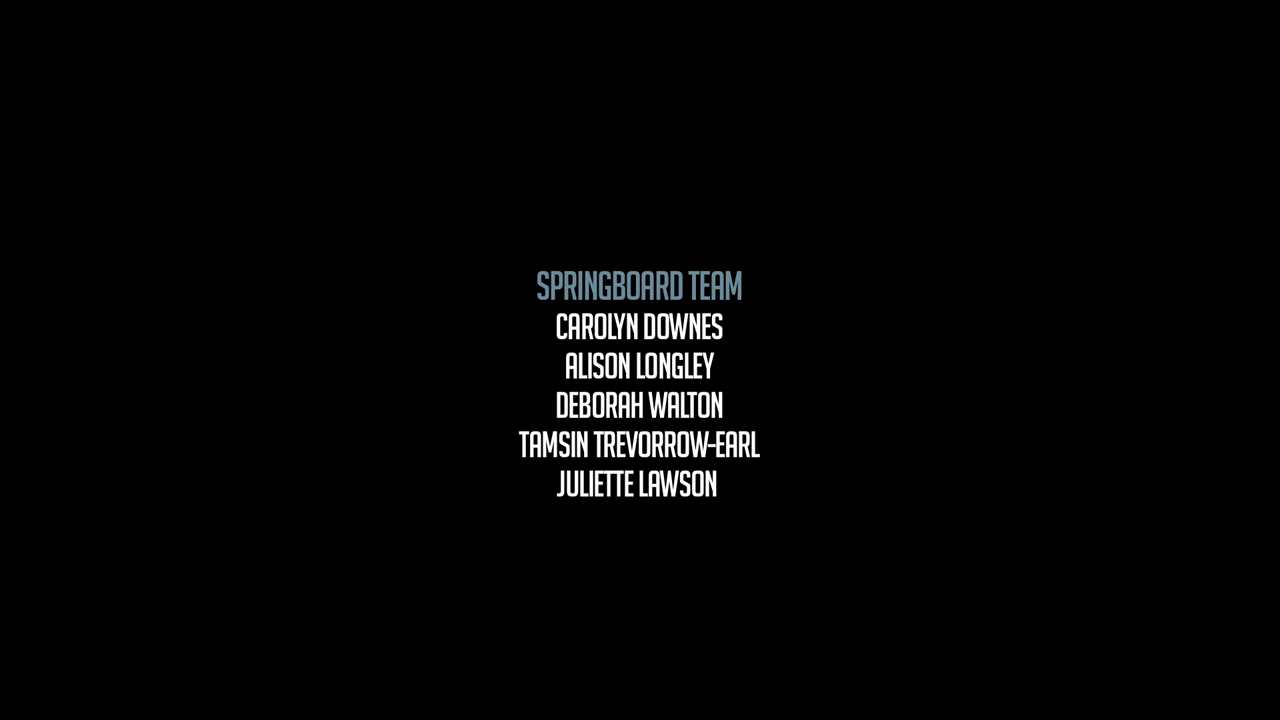 SPRINGBOARD TEAM
CAROLYN DOWNES
ALISON LONGLEY
DEBORAH WALTON
TAMSIN TREVORROW-EARL
JULIETTE LAWSON